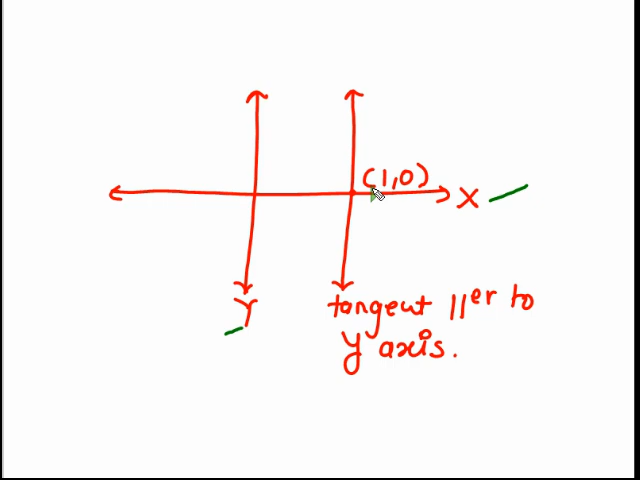 (1,0)
X
Y
tangent ||er to
Y axis.